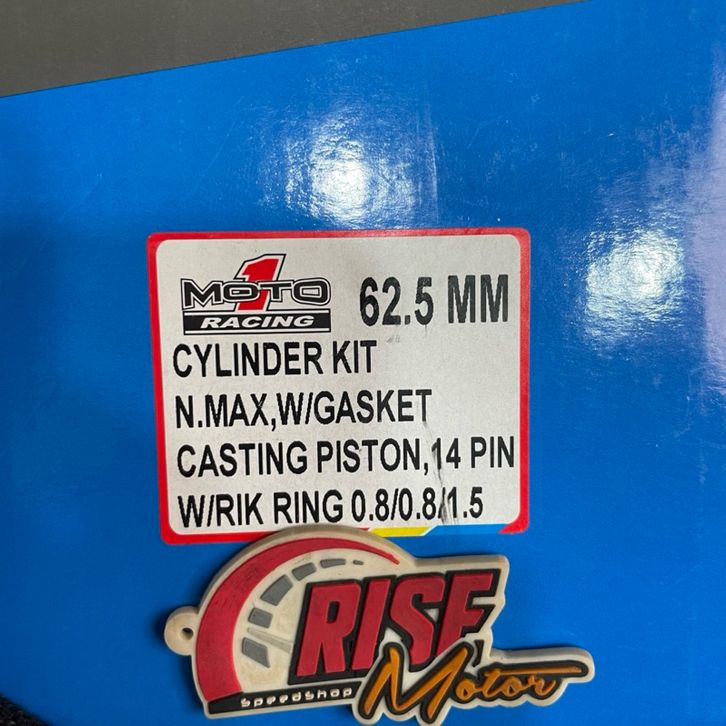 1
MOTO
RACING
62.5 MM
CYLINDER KIT
N.MAX,W/GASKET
CASTING PISTON,14 PIN
W/RIK RING 0.8/0.8/1.5
RISE
SpeedShop
Motor